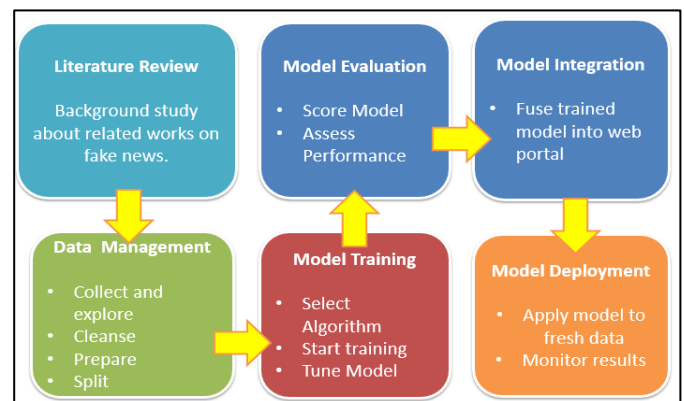 Literature Review
Background study
about related works on
fake news.
Data Management
• Collect and
explore
• Cleanse
• Prepare
• Split
Model Training
• Select
Algorithm
• Start training
• Tune Model
Model Evaluation
• Score Model
• Assess
Performance
Model Integration
• Fuse trained
model into web
portal
Model Deployment
• Apply model to
fresh data
• Monitor results